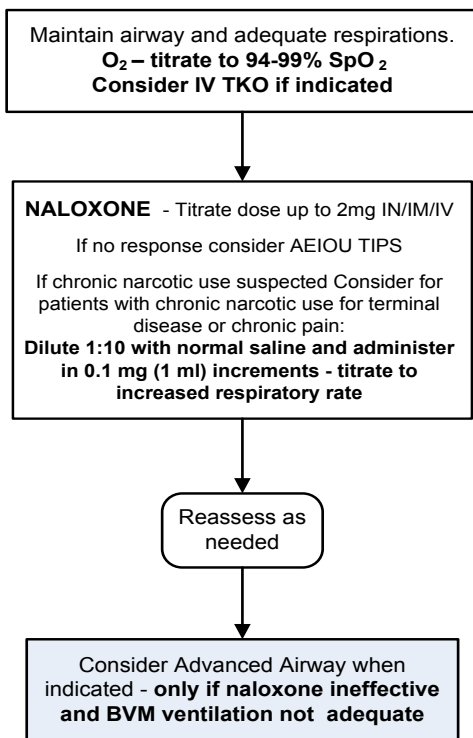 Maintain airway and adequate respirations.
O₂ – titrate to 94-99% SpO ₂
Consider IV TKO if indicated
NALOXONE - Titrate dose up to 2mg IN/IM/IV
If no response consider AEIOU TIPS
If chronic narcotic use suspected Consider for
patients with chronic narcotic use for terminal
disease or chronic pain:
Dilute 1:10 with normal saline and administer
in 0.1 mg (1 ml) increments - titrate to
increased respiratory rate
Reassess as
needed
Consider Advanced Airway when
indicated - only if naloxone ineffective
and BVM ventilation not adequate